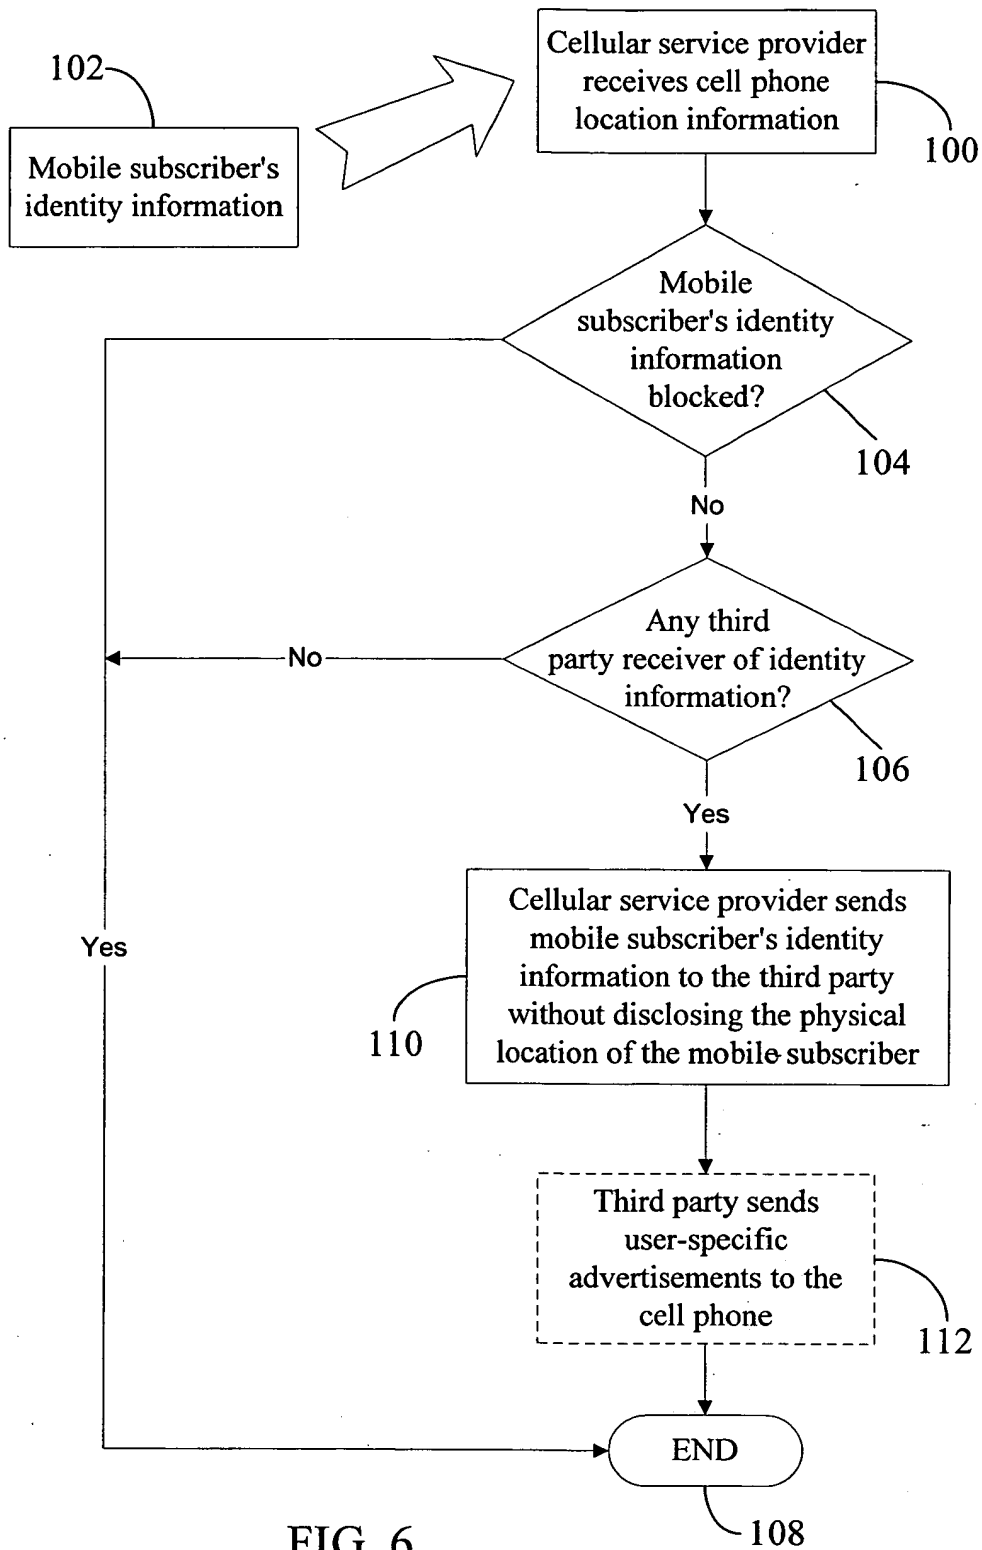 102
Mobile subscriber's
identity information
Cellular service provider
receives cell phone
location information
100
Mobile
subscriber's identity
information
blocked?
104
No
Any third
party receiver of identity
information?
106
No
Yes
Yes
Cellular service provider sends
mobile subscriber's identity
information to the third party
without disclosing the physical
location of the mobile subscriber
110
Third party sends
user-specific
advertisements to the
cell phone
112
END
108
FIG. 6